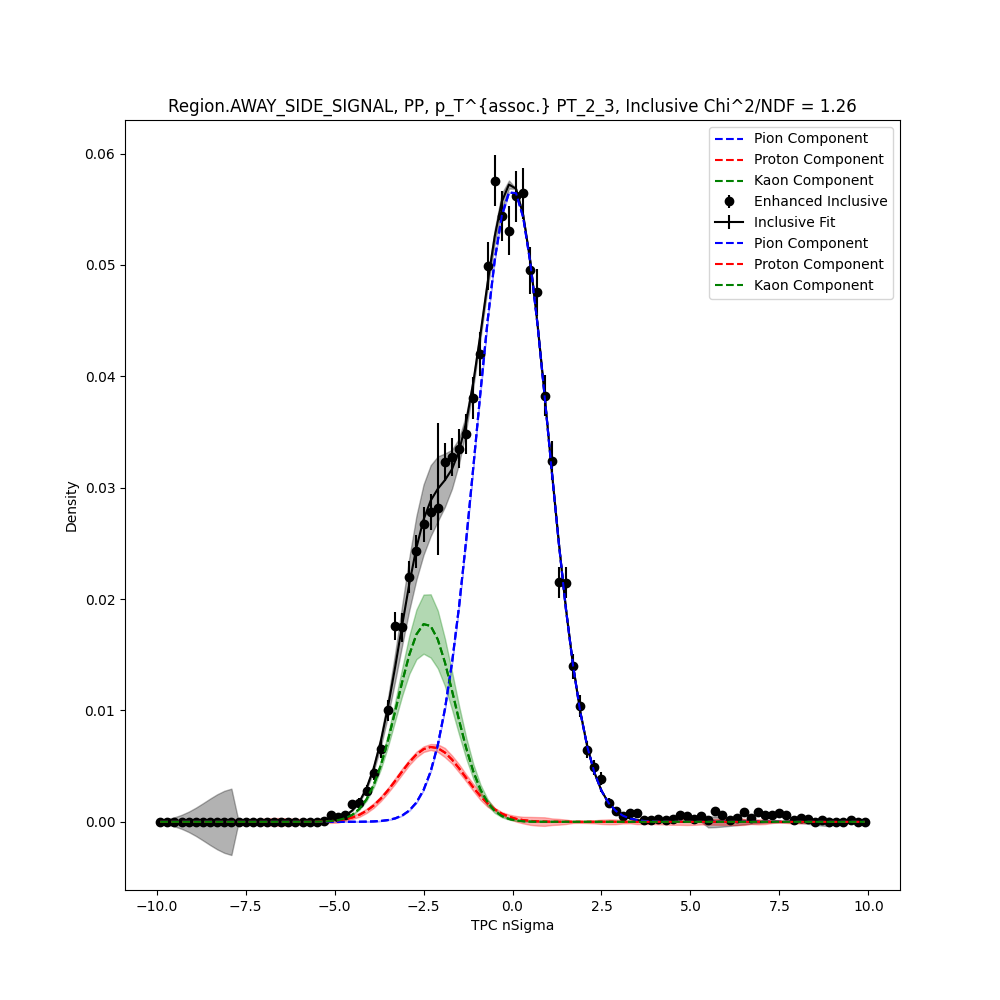 Region.AWAY_SIDE_SIGNAL, PP, p_T^{assoc.} PT_2_3, Inclusive Chi^2/NDF = 1.26
Pion Component
Proton Component
Kaon Component
Enhanced Inclusive
Inclusive Fit
Pion Component
Proton Component
Kaon Component
0.06
0.05
0.04
0.03
0.02
0.01
0.00
Density
−10.0 −7.5 −5.0 −2.5 0.0 2.5 5.0 7.5 10.0
TPC nSigma